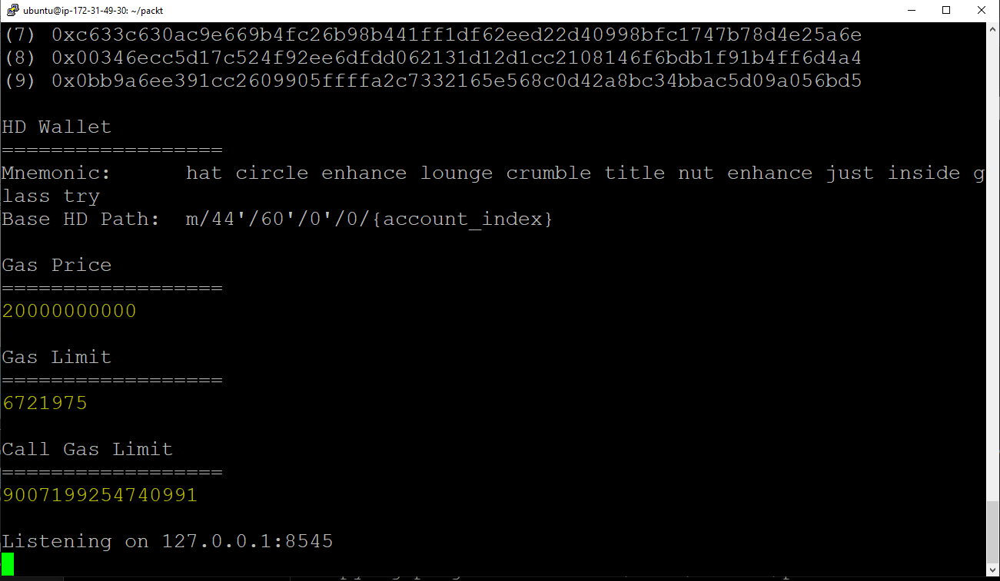 ubuntu@ip-172-31-49-30: ~/packt
(7) 0xc633c630ac9e669b4fc26b98b441ff1df62eed22d40998bfc1747b78d4e25a6e
(8) 0x00346ecc5d17c524f92ee6dfdd062131d12d1cc2108146f6bdb1f91b4ff6d4a4
(9) 0x0bb9a6ee391cc2609905ffffa2c7332165e568c0d42a8bc34bbac5d09a056bd5
HD Wallet
==================
Mnemonic:      hat circle enhance lounge crumble title nut enhance just inside g
lass try
Base HD Path:  m/44'/60'/0'/0/{account_index}
Gas Price
==================
20000000000
Gas Limit
==================
6721975
Call Gas Limit
==================
9007199254740991
Listening on 127.0.0.1:8545